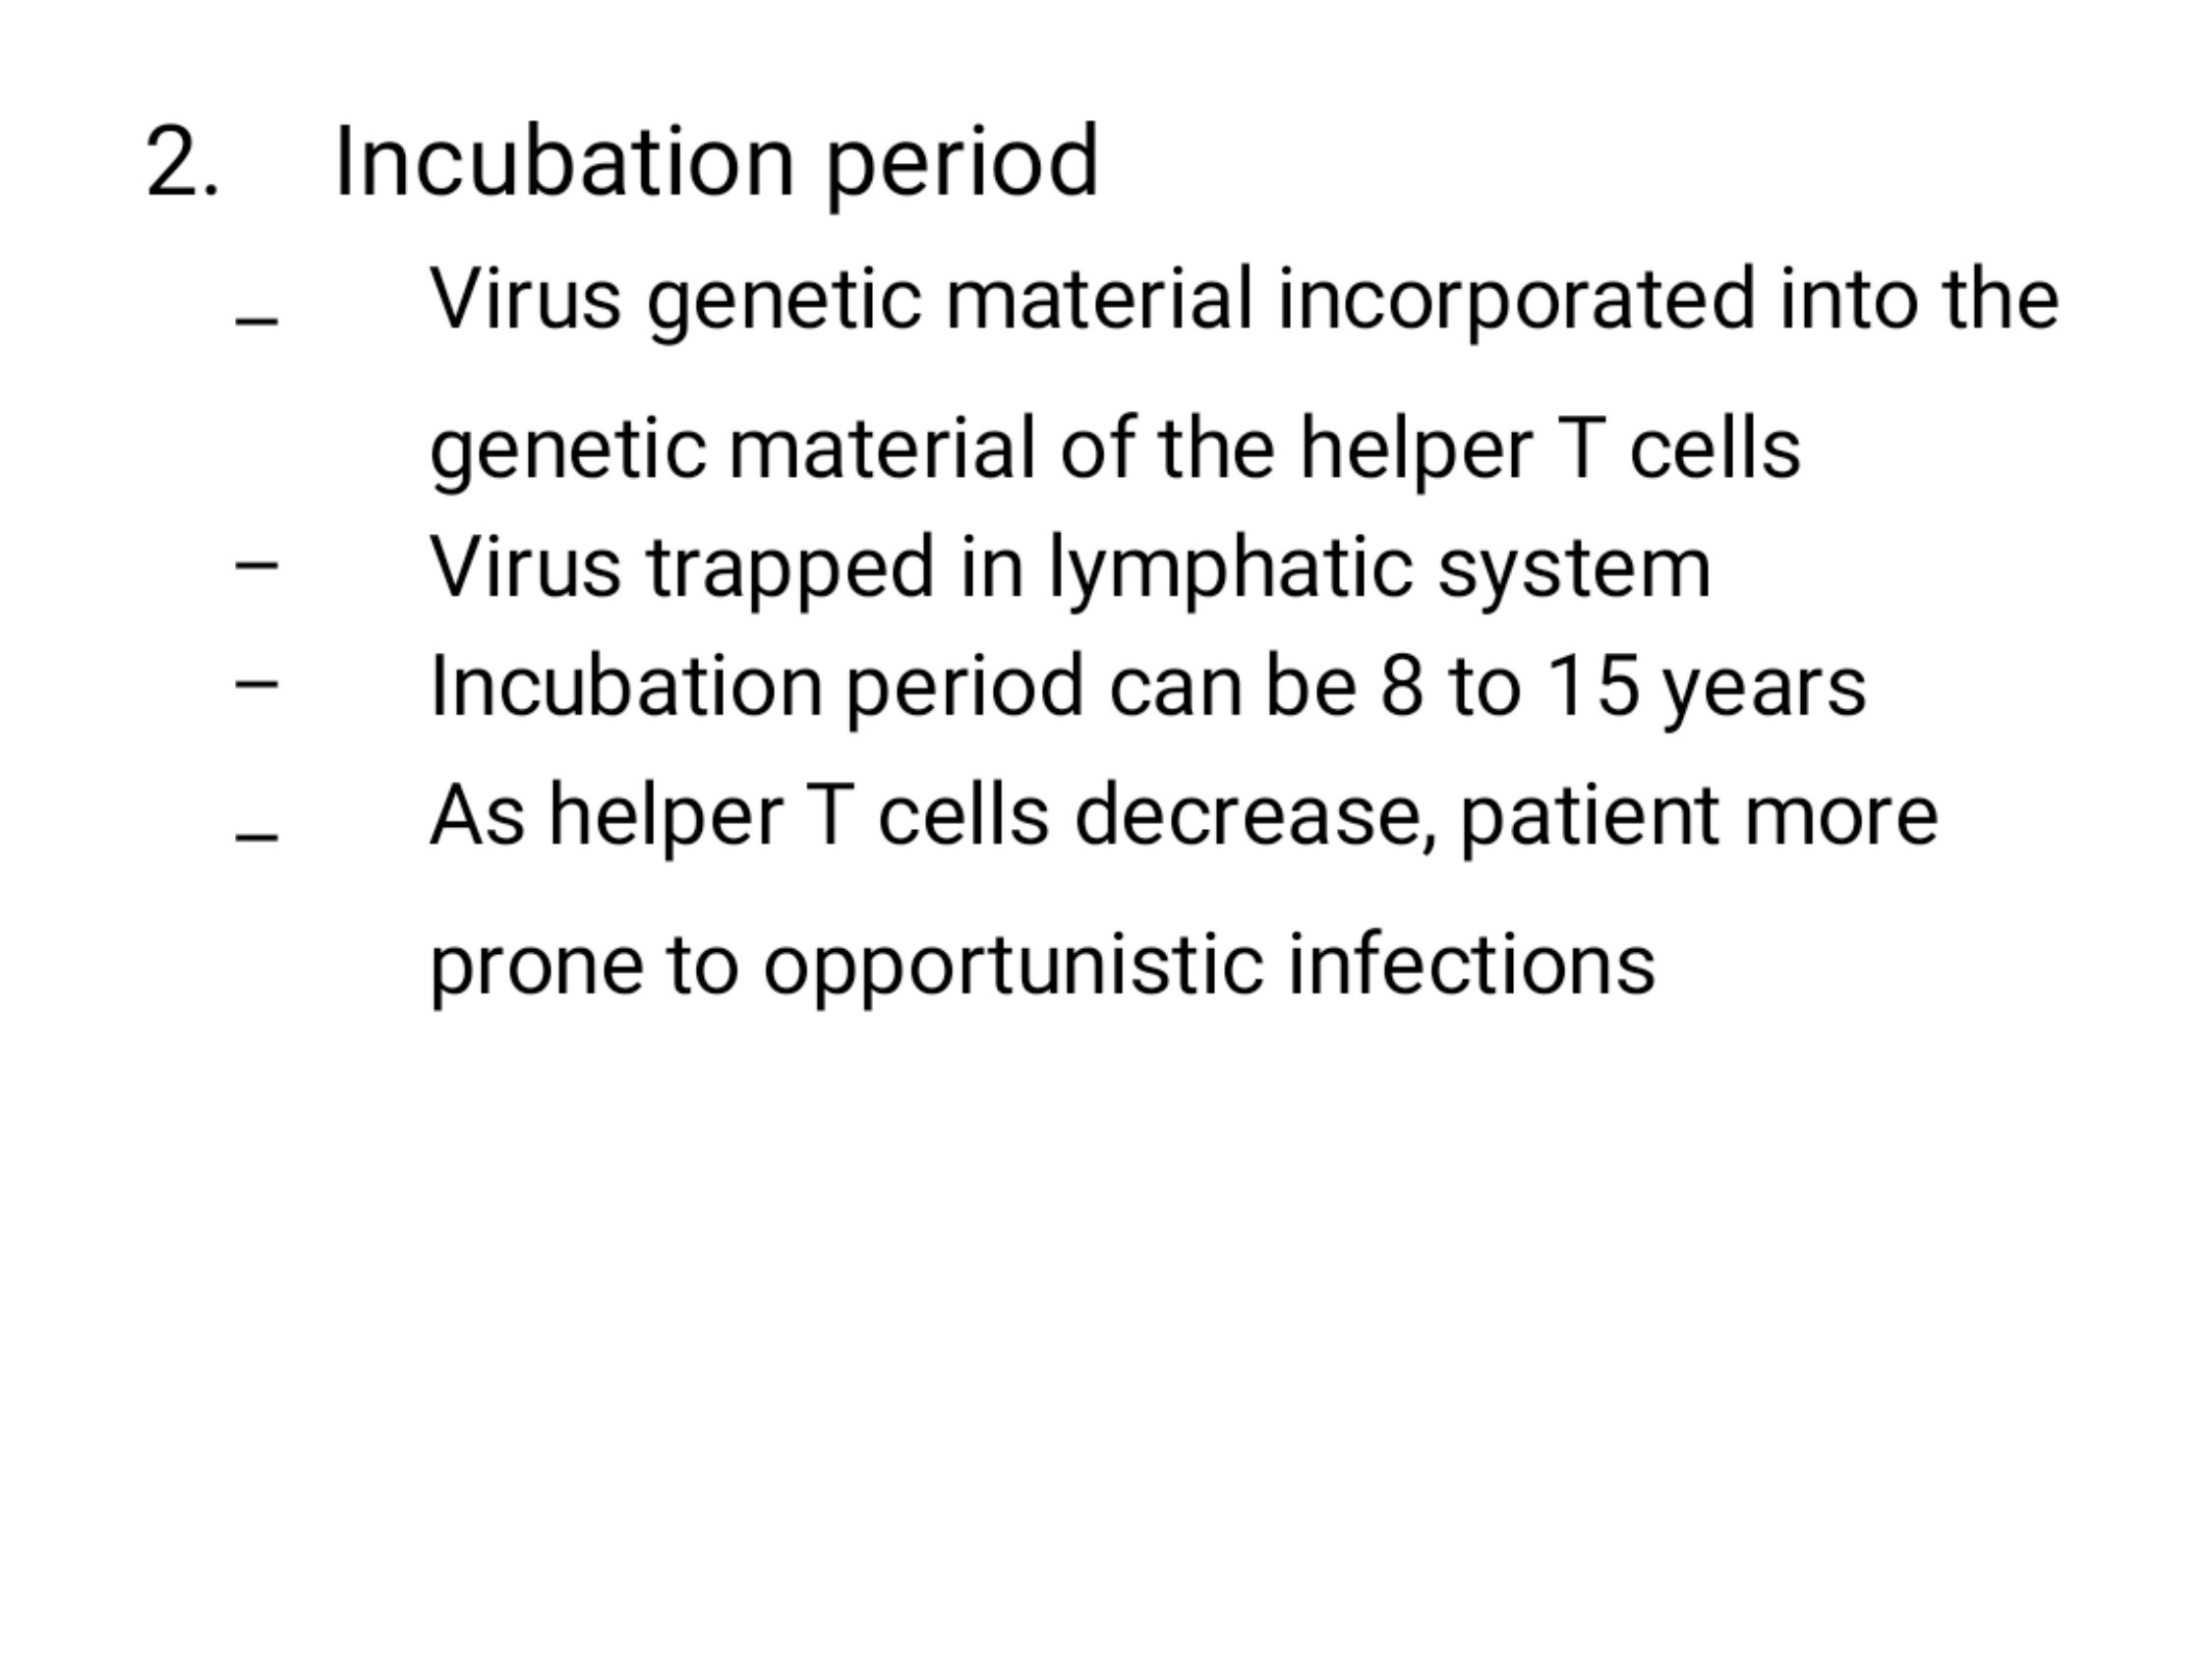 2. Incubation period
– Virus genetic material incorporated into the
genetic material of the helper T cells
– Virus trapped in lymphatic system
– Incubation period can be 8 to 15 years
– As helper T cells decrease, patient more
prone to opportunistic infections